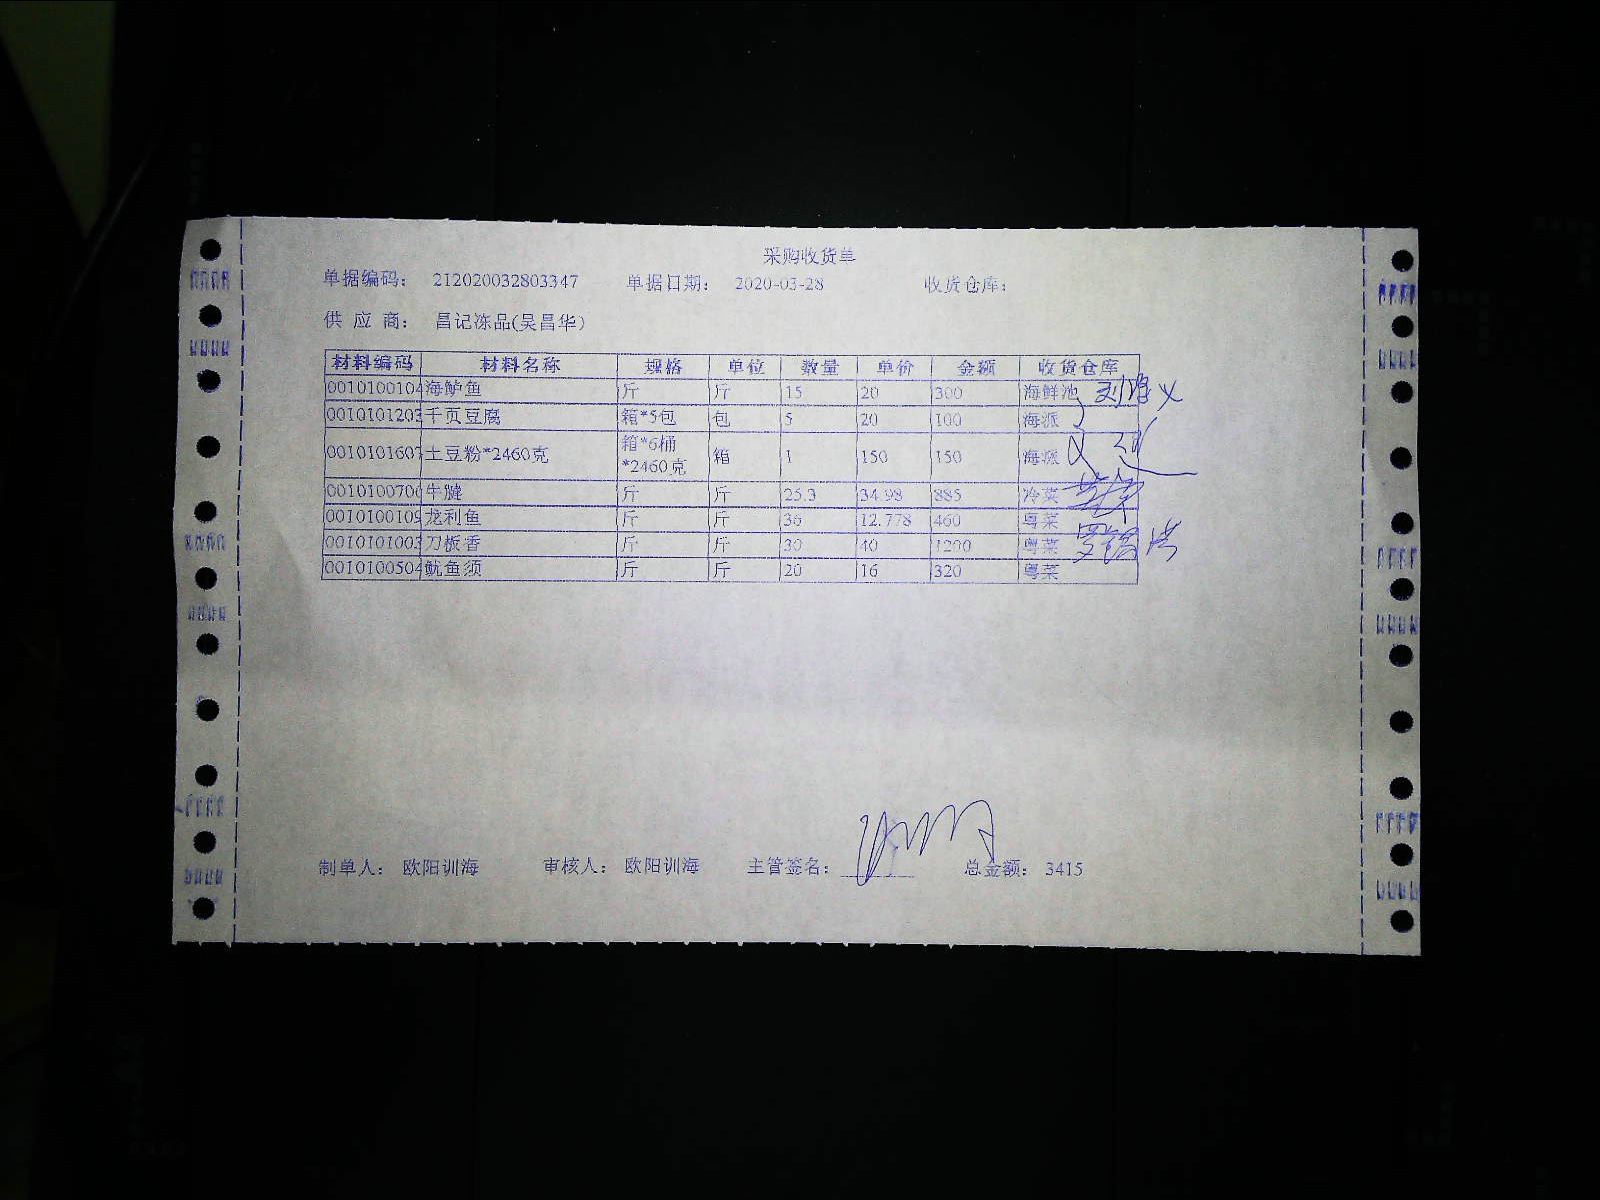 采购收货单
单据编码： 212020032803347 单据日期： 2020-03-28 收货仓库：
供 应 商： 昌记冻品(吴昌华)
材料编码 材料名称 规格 单位 数量 单价 金额 收货仓库
0010100104 海鲈鱼 斤 斤 15 20 300 海鲜池
0010101203 千页豆腐 箱*5包 包 5 20 100 海派
0010101607 土豆粉*2460克 箱*6桶*2460克 箱 1 150 150 海派
0010100706 牛腱 斤 斤 25.3 34.98 885 冷菜
0010100109 龙利鱼 斤 斤 36 12.778 460 粤菜
0010101003 刀板香 斤 斤 30 40 1200 粤菜
0010100504 鱿鱼须 斤 斤 20 16 320 粤菜
制单人： 欧阳训海 审核人： 欧阳训海 主管签名： 总金额： 3415